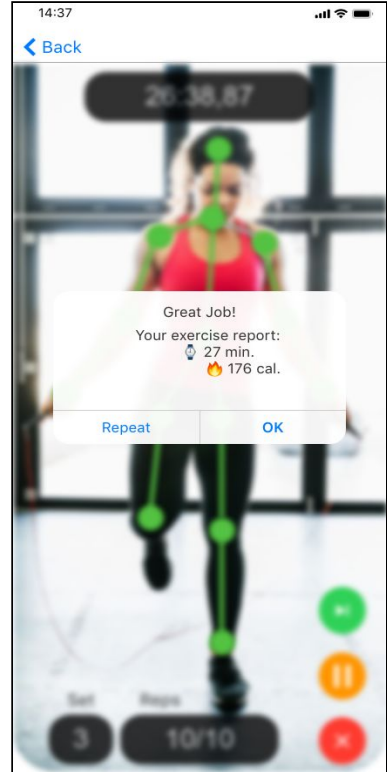 14:37
Back
26:38,87
Great Job!
Your exercise report:
⌚ 27 min.
🔥 176 cal.
Repeat OK
Set Reps
3 10/10